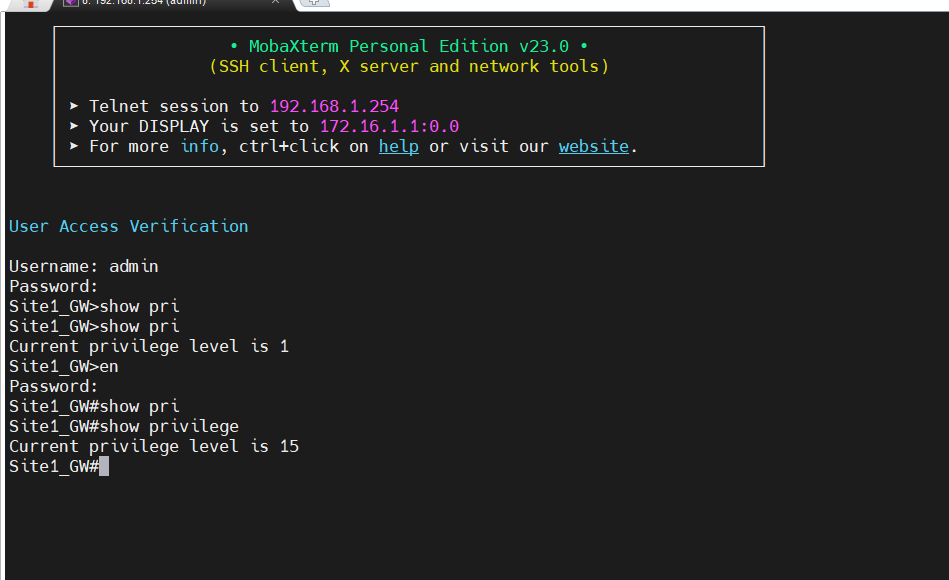 8. 192.168.1.254 (admin)
• MobaXterm Personal Edition v23.0 •
(SSH client, X server and network tools)
➤ Telnet session to 192.168.1.254
➤ Your DISPLAY is set to 172.16.1.1:0.0
➤ For more info, ctrl+click on help or visit our website.
User Access Verification
Username: admin
Password:
Site1_GW>show pri
Site1_GW>show pri
Current privilege level is 1
Site1_GW>en
Password:
Site1_GW#show pri
Site1_GW#show privilege
Current privilege level is 15
Site1_GW#